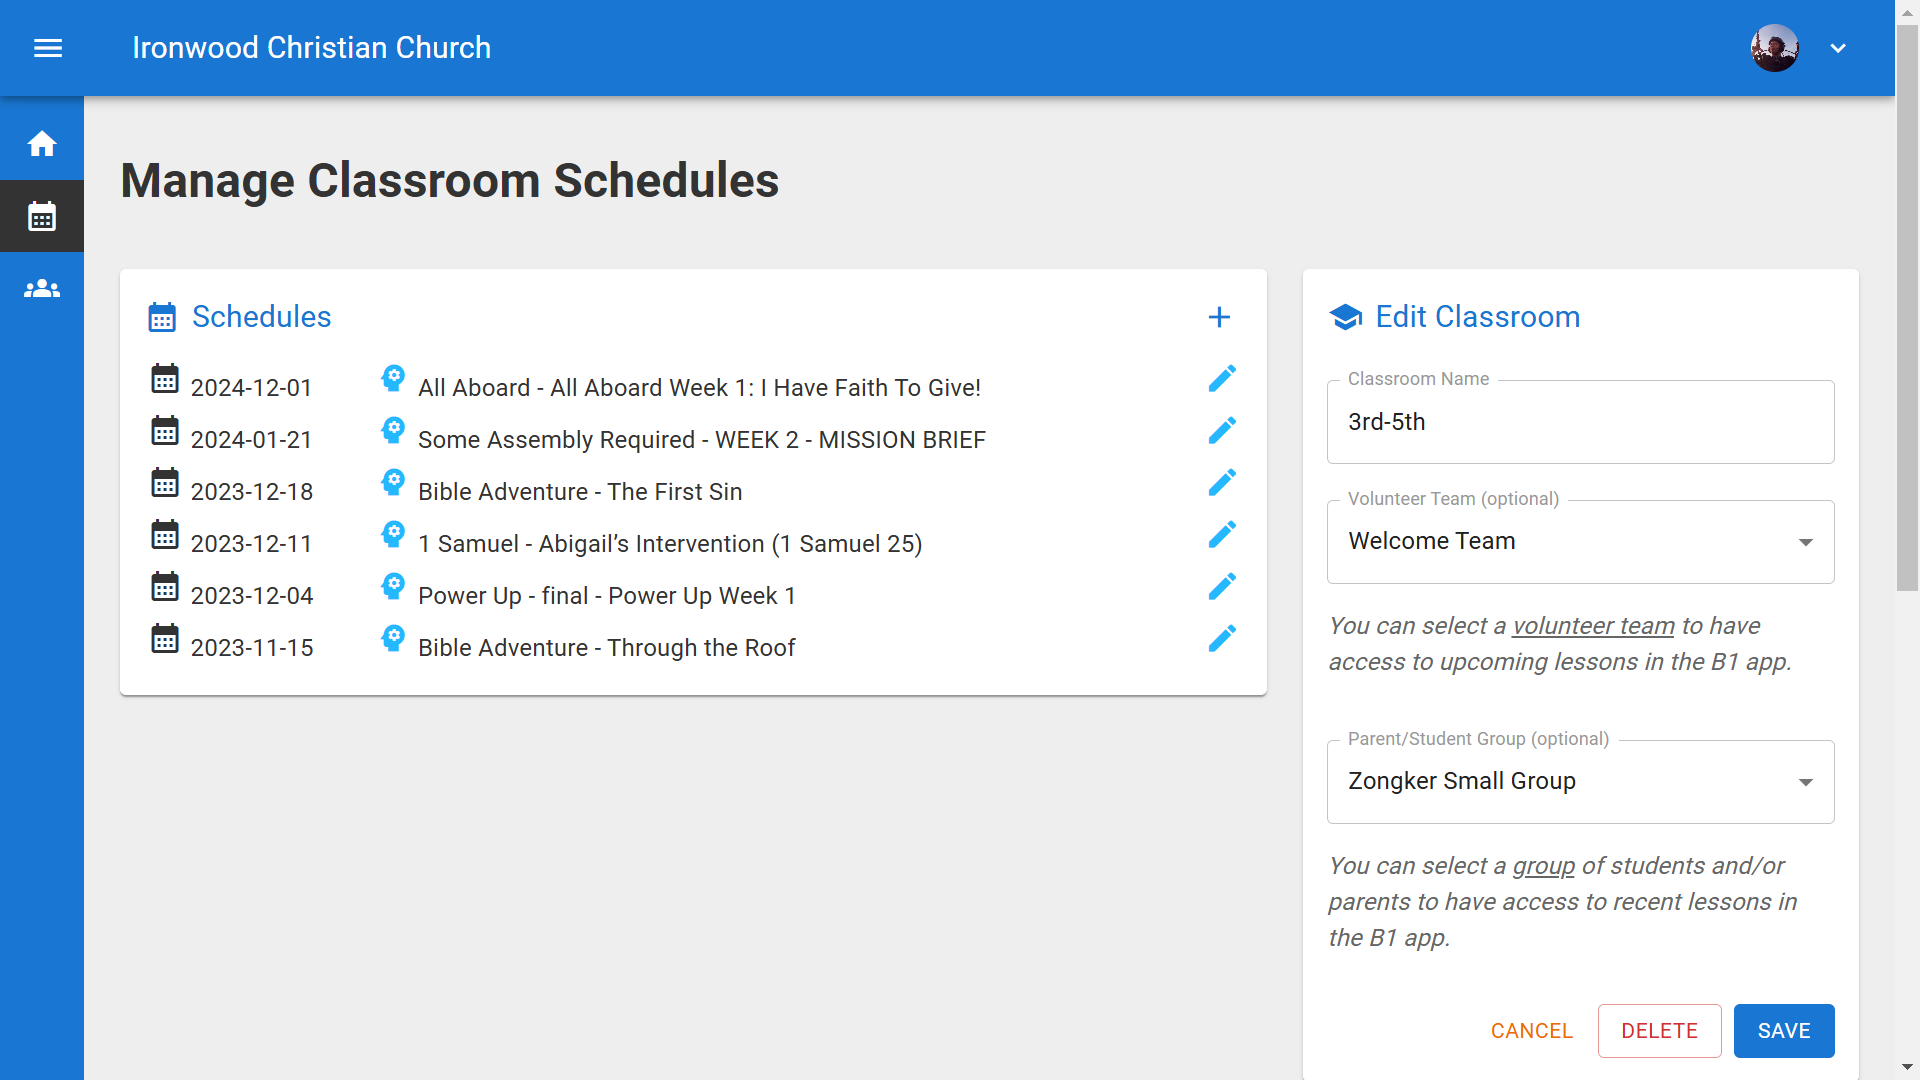 Ironwood Christian Church
Manage Classroom Schedules
Schedules
2024-12-01 All Aboard - All Aboard Week 1: I Have Faith To Give!
2024-01-21 Some Assembly Required - WEEK 2 - MISSION BRIEF
2023-12-18 Bible Adventure - The First Sin
2023-12-11 1 Samuel - Abigail’s Intervention (1 Samuel 25)
2023-12-04 Power Up - final - Power Up Week 1
2023-11-15 Bible Adventure - Through the Roof
Edit Classroom
Classroom Name
3rd-5th
Volunteer Team (optional)
Welcome Team
You can select a volunteer team to have
access to upcoming lessons in the B1 app.
Parent/Student Group (optional)
Zongker Small Group
You can select a group of students and/or
parents to have access to recent lessons in
the B1 app.
CANCEL DELETE SAVE